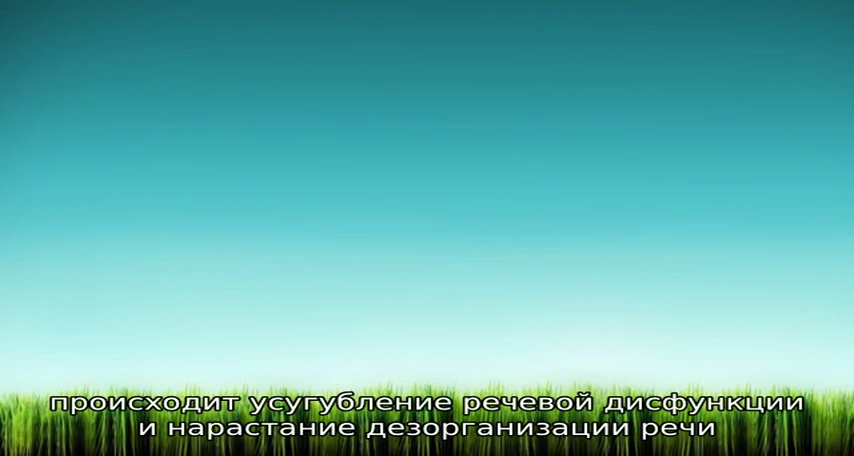 происходит усугубление речевой дисфункции
и нарастание дезорганизации речи